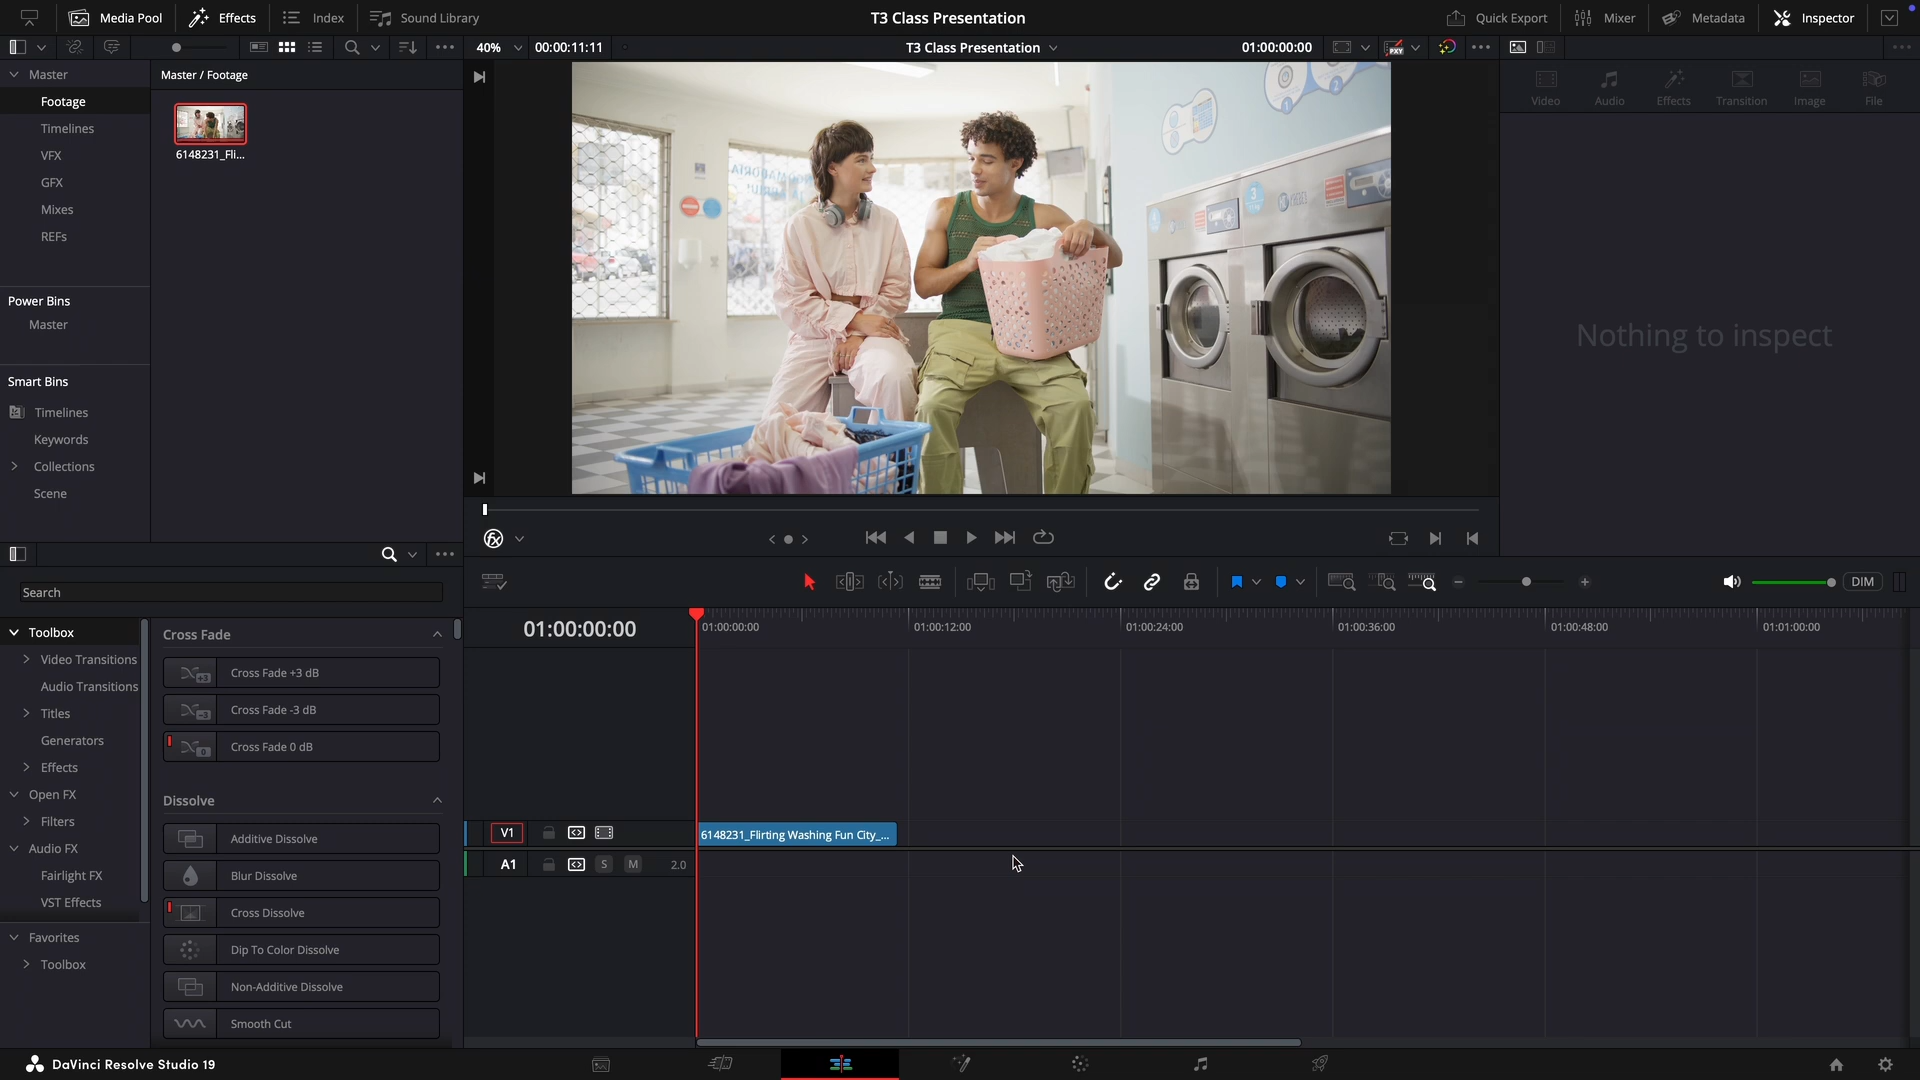 Media Pool
Effects
Index
Sound Library
T3 Class Presentation
Quick Export
Mixer
Metadata
Inspector
40%
00:00:11:11
T3 Class Presentation
01:00:00:00
Master
Footage
Timelines
VFX
GFX
Mixes
REFs
Power Bins
Master
Smart Bins
Timelines
Keywords
Collections
Scene
Master / Footage
6148231_Fli...
Video
Audio
Effects
Transition
Image
File
Nothing to inspect
Search
Toolbox
Video Transitions
Audio Transitions
Titles
Generators
Effects
Open FX
Filters
Audio FX
Fairlight FX
VST Effects
Favorites
Toolbox
Cross Fade
Cross Fade +3 dB
Cross Fade -3 dB
Cross Fade 0 dB
Dissolve
Additive Dissolve
Blur Dissolve
Cross Dissolve
Dip To Color Dissolve
Non-Additive Dissolve
Smooth Cut
DIM
01:00:00:00
01:00:00:00
01:00:12:00
01:00:24:00
01:00:36:00
01:00:48:00
01:01:00:00
V1
6148231_Flirting Washing Fun City_...
A1
S
M
2.0
DaVinci Resolve Studio 19